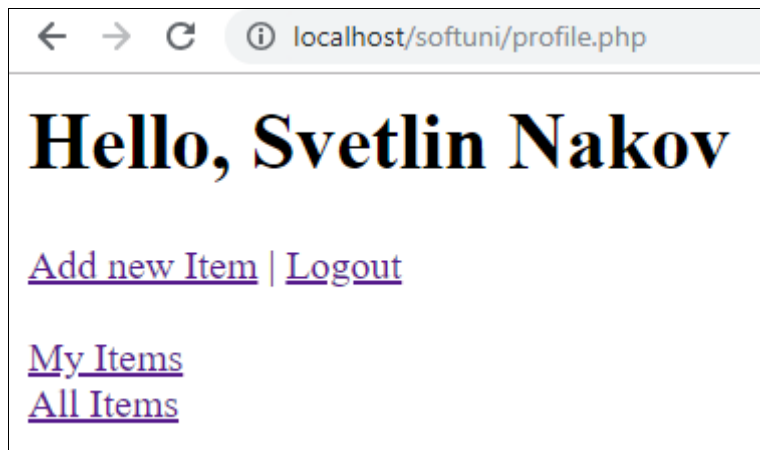 localhost/softuni/profile.php
Hello, Svetlin Nakov
Add new Item | Logout
My Items
All Items